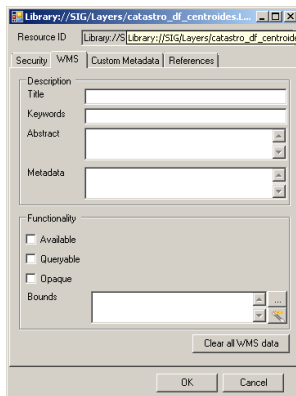 Library://SIG/Layers/catastro_df_centroides.L...
Resource ID Library://S Library://SIG/Layers/catastro_df_centroide
Security WMS Custom Metadata References
Description
Title
Keywords
Abstract
Metadata
Functionality
Available
Queryable
Opaque
Bounds
...
Clear all WMS data
OK Cancel